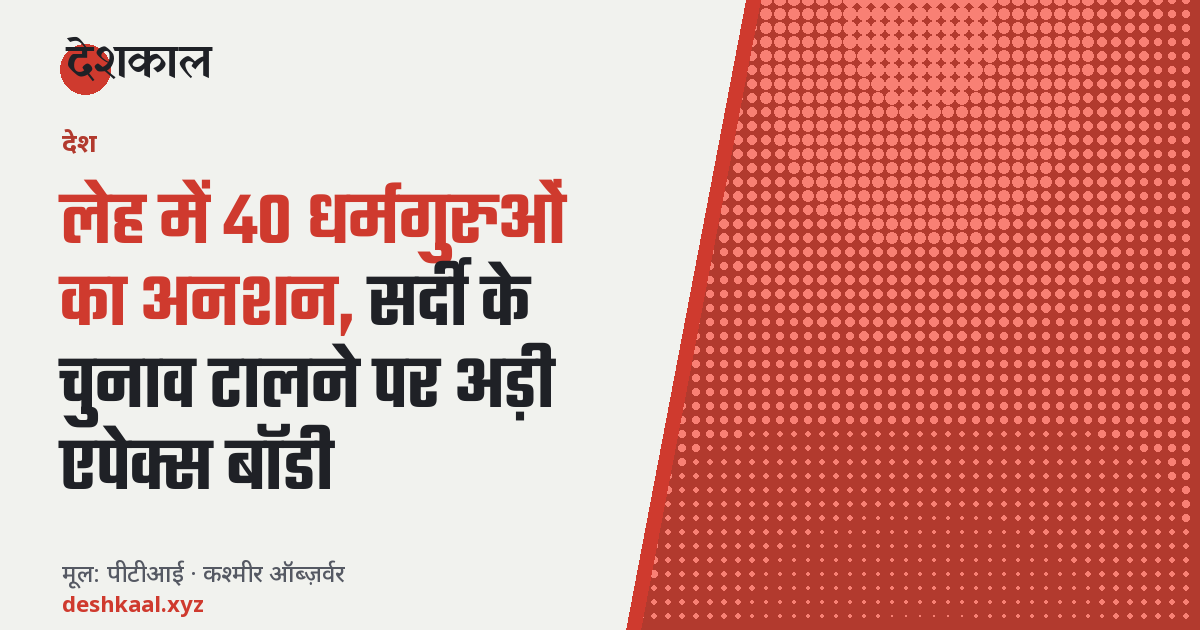 देशकाल
देश
लेह में 40 धर्मगुरुओं
का अनशन, सर्दी के
चुनाव टालने पर अड़ी
एपेक्स बॉडी
मूल: पीटीआई · कश्मीर ऑब्ज़र्वर
deshkaal.xyz